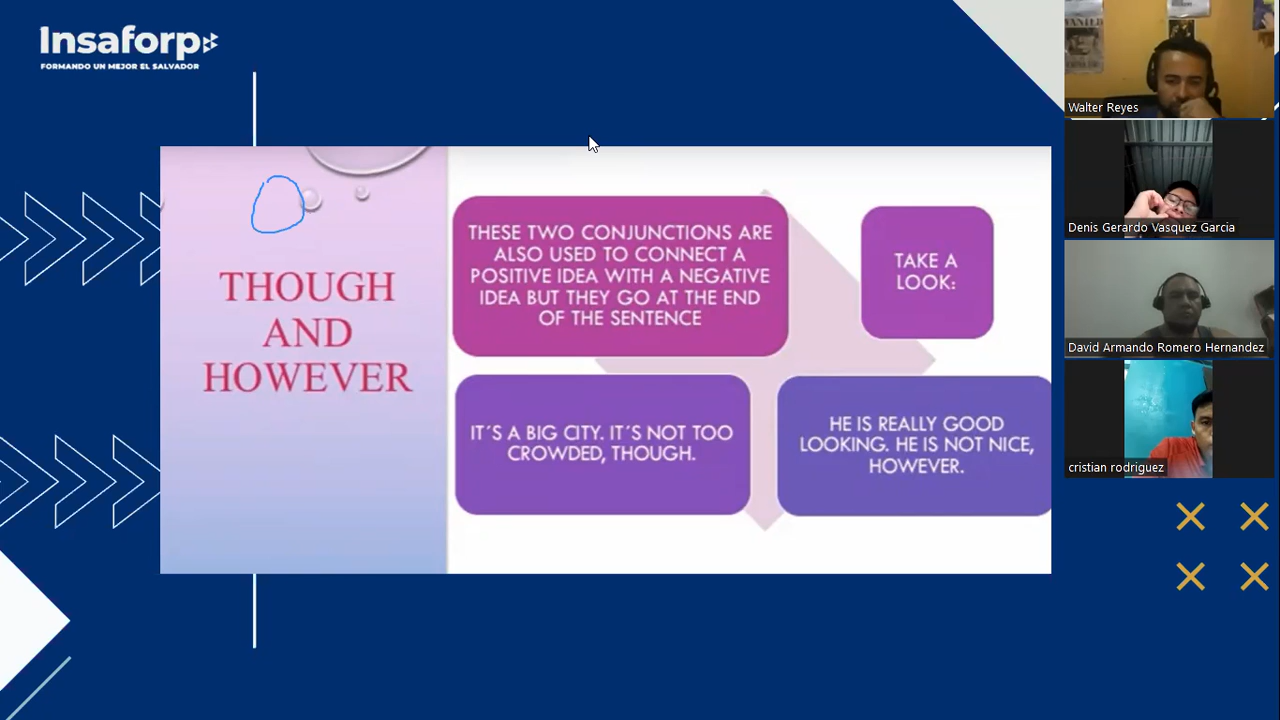 Insaforp
FORMANDO UN MEJOR EL SALVADOR
THOUGH
AND
HOWEVER
THESE TWO CONJUNCTIONS ARE
ALSO USED TO CONNECT A
POSITIVE IDEA WITH A NEGATIVE
IDEA BUT THEY GO AT THE END
OF THE SENTENCE
TAKE A
LOOK:
IT´S A BIG CITY. IT´S NOT TOO
CROWDED, THOUGH.
HE IS REALLY GOOD
LOOKING. HE IS NOT NICE,
HOWEVER.
WANTED
Walter Reyes
Denis Gerardo Vasquez Garcia
David Armando Romero Hernandez
cristian rodriguez